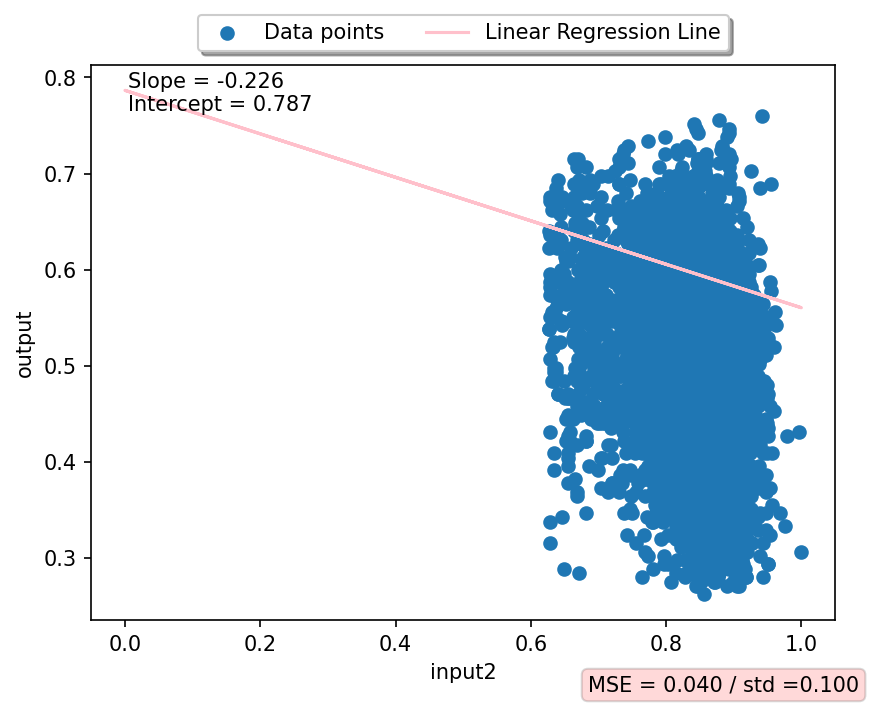 Data points
Linear Regression Line
Slope = -0.226
Intercept = 0.787
0.8
0.7
0.6
0.5
0.4
0.3
output
0.0
0.2
0.4
0.6
0.8
1.0
input2
MSE = 0.040 / std =0.100